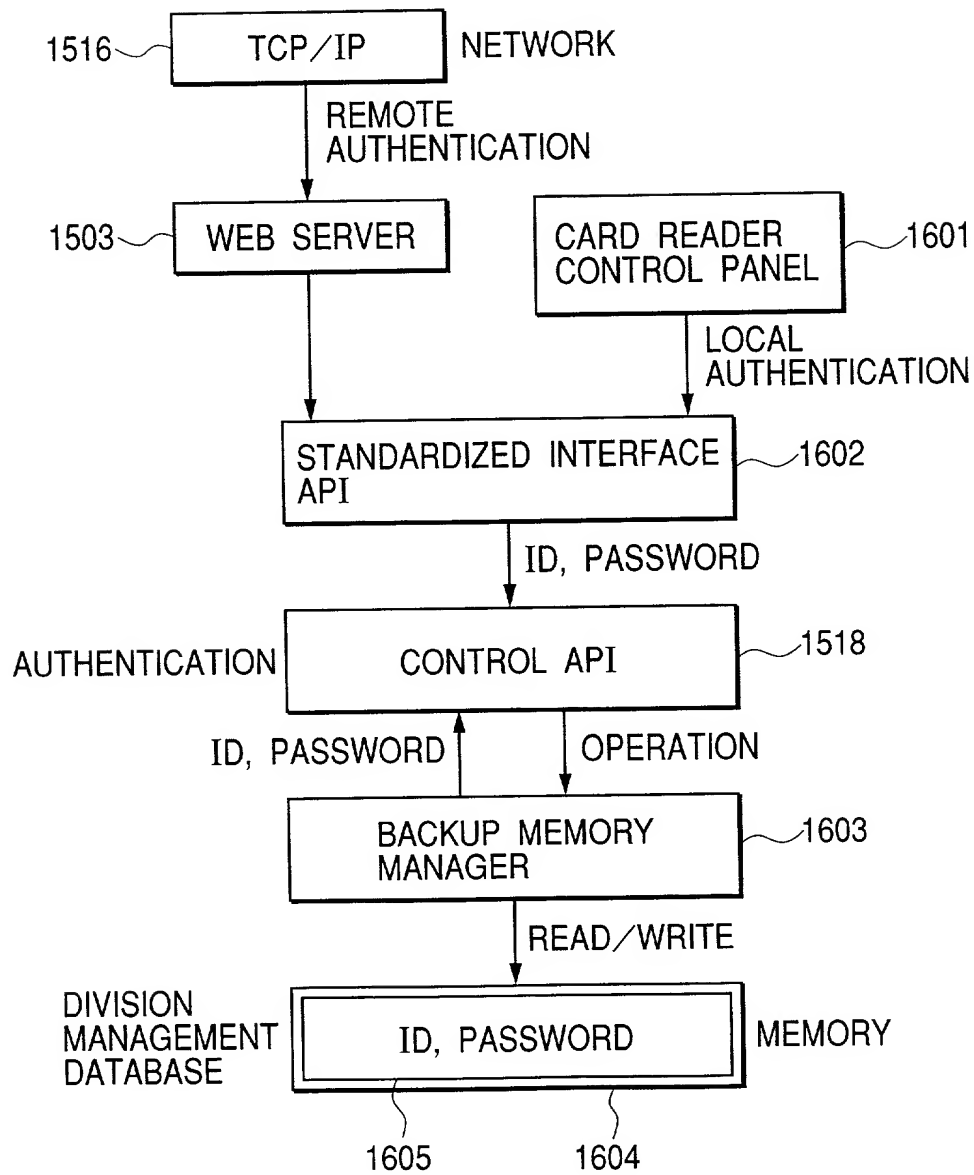 1516
TCP/IP
NETWORK
REMOTE
AUTHENTICATION
1503
WEB SERVER
CARD READER
CONTROL PANEL
1601
LOCAL
AUTHENTICATION
STANDARDIZED INTERFACE
API
1602
ID, PASSWORD
AUTHENTICATION
CONTROL API
1518
ID, PASSWORD
OPERATION
BACKUP MEMORY
MANAGER
1603
READ/WRITE
DIVISION
MANAGEMENT
DATABASE
ID, PASSWORD
MEMORY
1605
1604